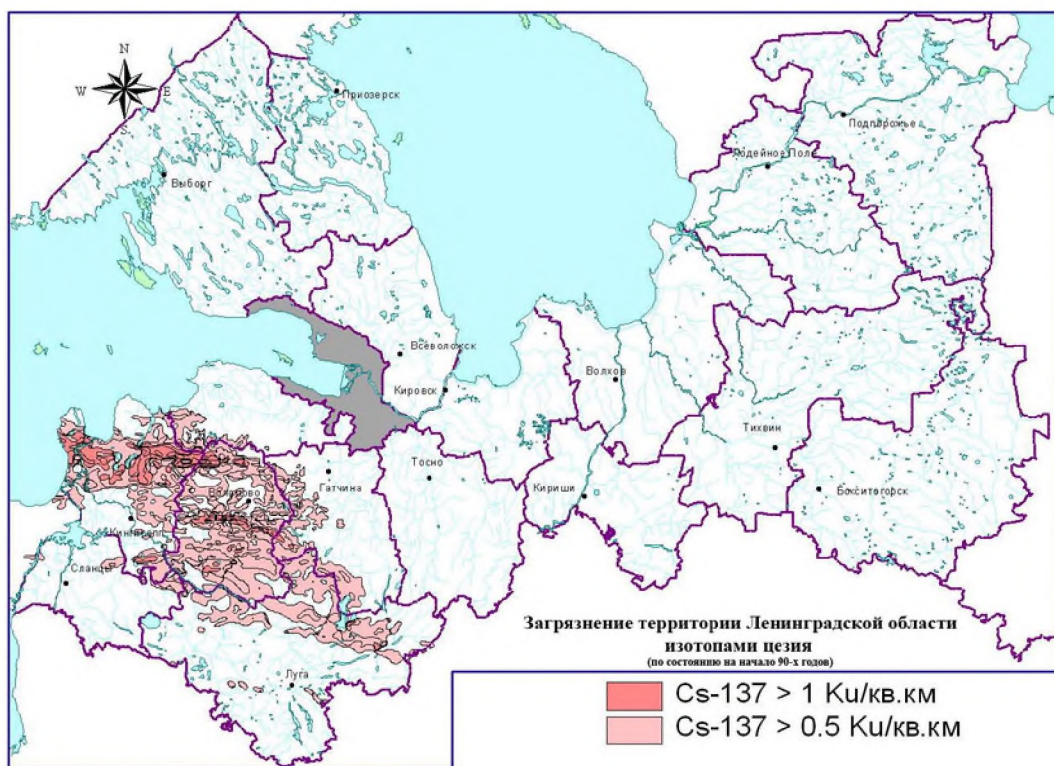 N
W E
S
Приозерск
Подпорожье
Лодейное Поле
Выборг
Всеволожск
Волхов
Кировск
Тихвин
Тосно
Гатчина
Бокситогорск
Волосово
Кириши
Кингисепп
Сланцы
Луга
Загрязнение территории Ленинградской области
изотопами цезия
(по состоянию на начало 90-х годов)
Cs-137 > 1 Ku/кв.км
Cs-137 > 0.5 Ku/кв.км